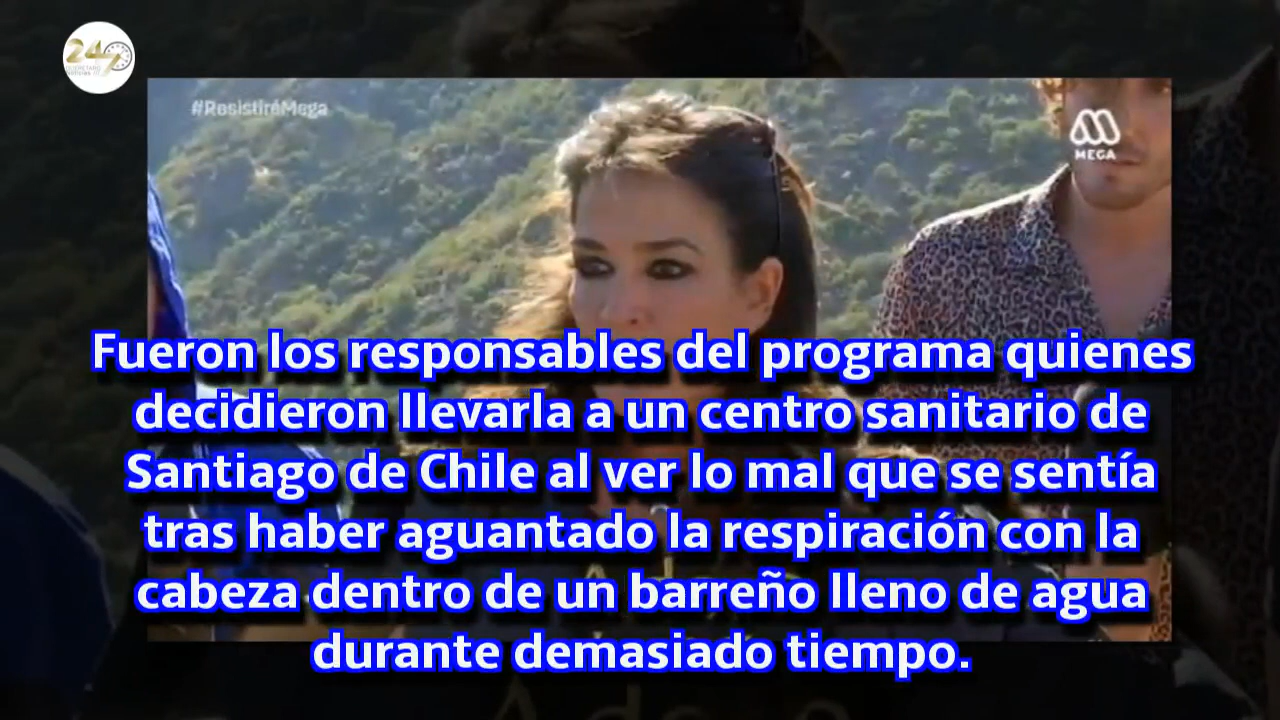 247
#ResistiréMega
MEGA
Fueron los responsables del programa quienes
decidieron llevarla a un centro sanitario de
Santiago de Chile al ver lo mal que se sentía
tras haber aguantado la respiración con la
cabeza dentro de un barreño lleno de agua
durante demasiado tiempo.